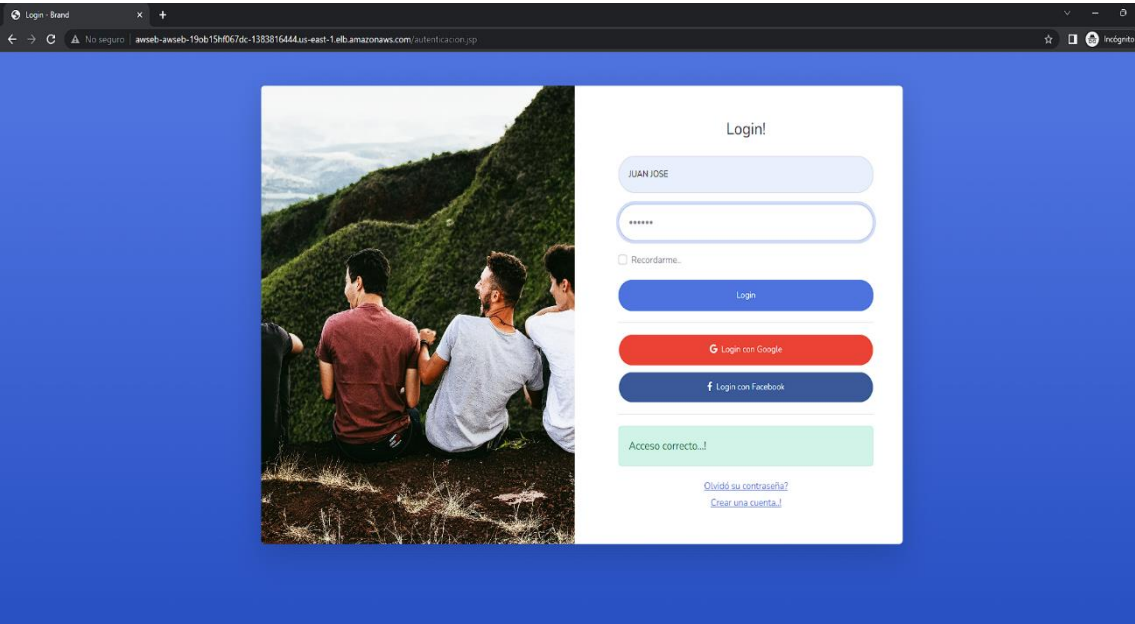 Login - Brand
No seguro | awseb-awseb-19ob15hf067dc-1383816444.us-east-1.elb.amazonaws.com/autenticacion.jsp
Incógnito
Login!
JUAN JOSE
••••••
Recordarme..
Login
G Login con Google
f Login con Facebook
Acceso correcto...!
Olvidó su contraseña?
Crear una cuenta..!